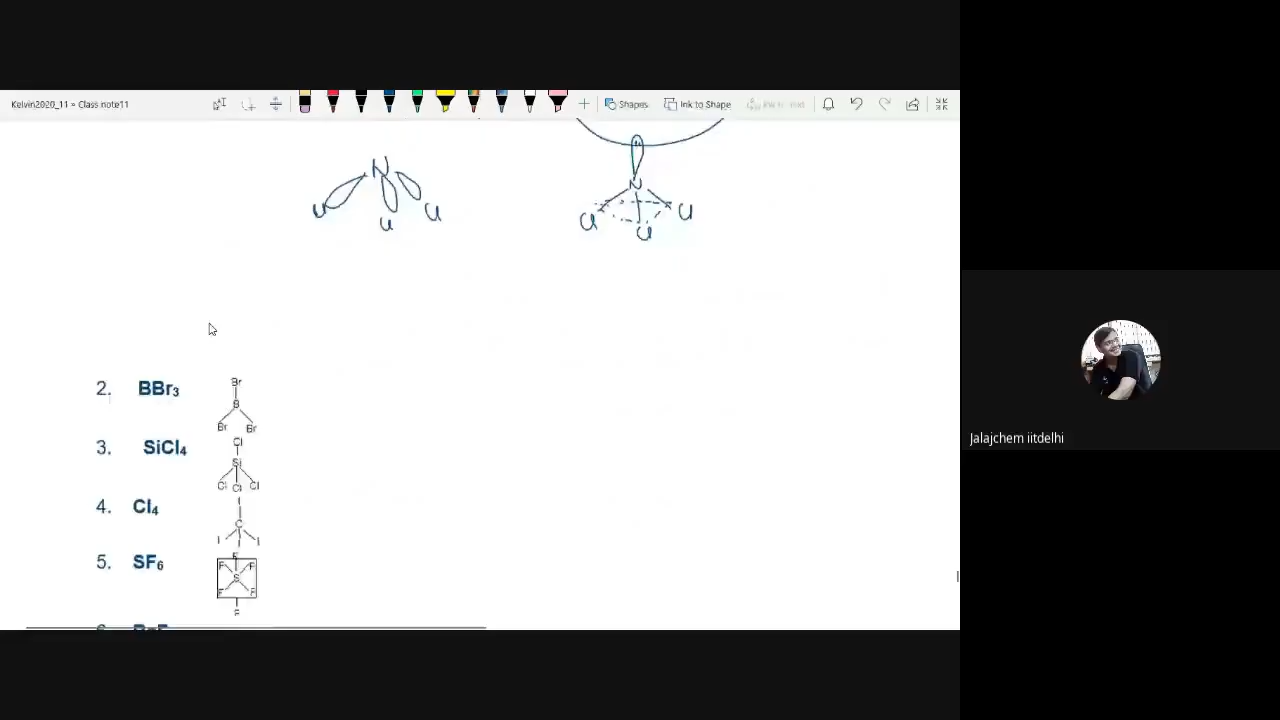 Kelvin2020_11 » Class note11
Shapes
Ink to Shape
N
Cl
Cl
Cl
N
Cl
Cl
Cl
2. BBr₃
Br
B
Br Br
3. SiCl₄
Cl
Si
Cl Cl Cl
4. CI₄
I
C
I I
I
5. SF₆
F
F F
S
F F
F
6.
Jalajchem iitdelhi